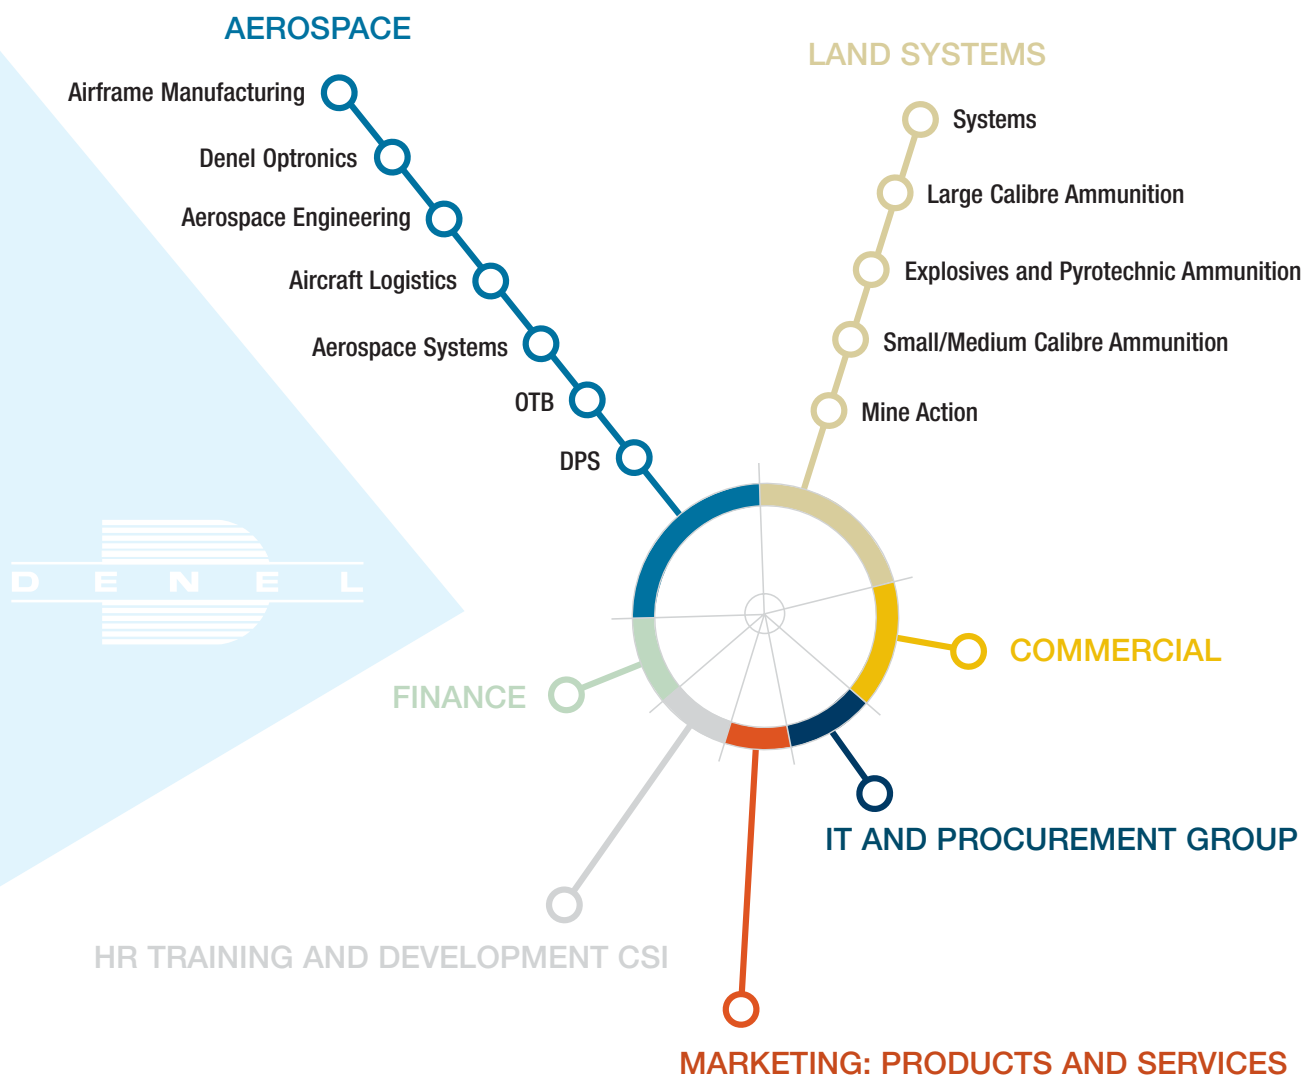 AEROSPACE
Airframe Manufacturing
Denel Optronics
Aerospace Engineering
Aircraft Logistics
Aerospace Systems
OTB
DPS
LAND SYSTEMS
Systems
Large Calibre Ammunition
Explosives and Pyrotechnic Ammunition
Small/Medium Calibre Ammunition
Mine Action
DENEL
COMMERCIAL
FINANCE
IT AND PROCUREMENT GROUP
HR TRAINING AND DEVELOPMENT CSI
MARKETING: PRODUCTS AND SERVICES